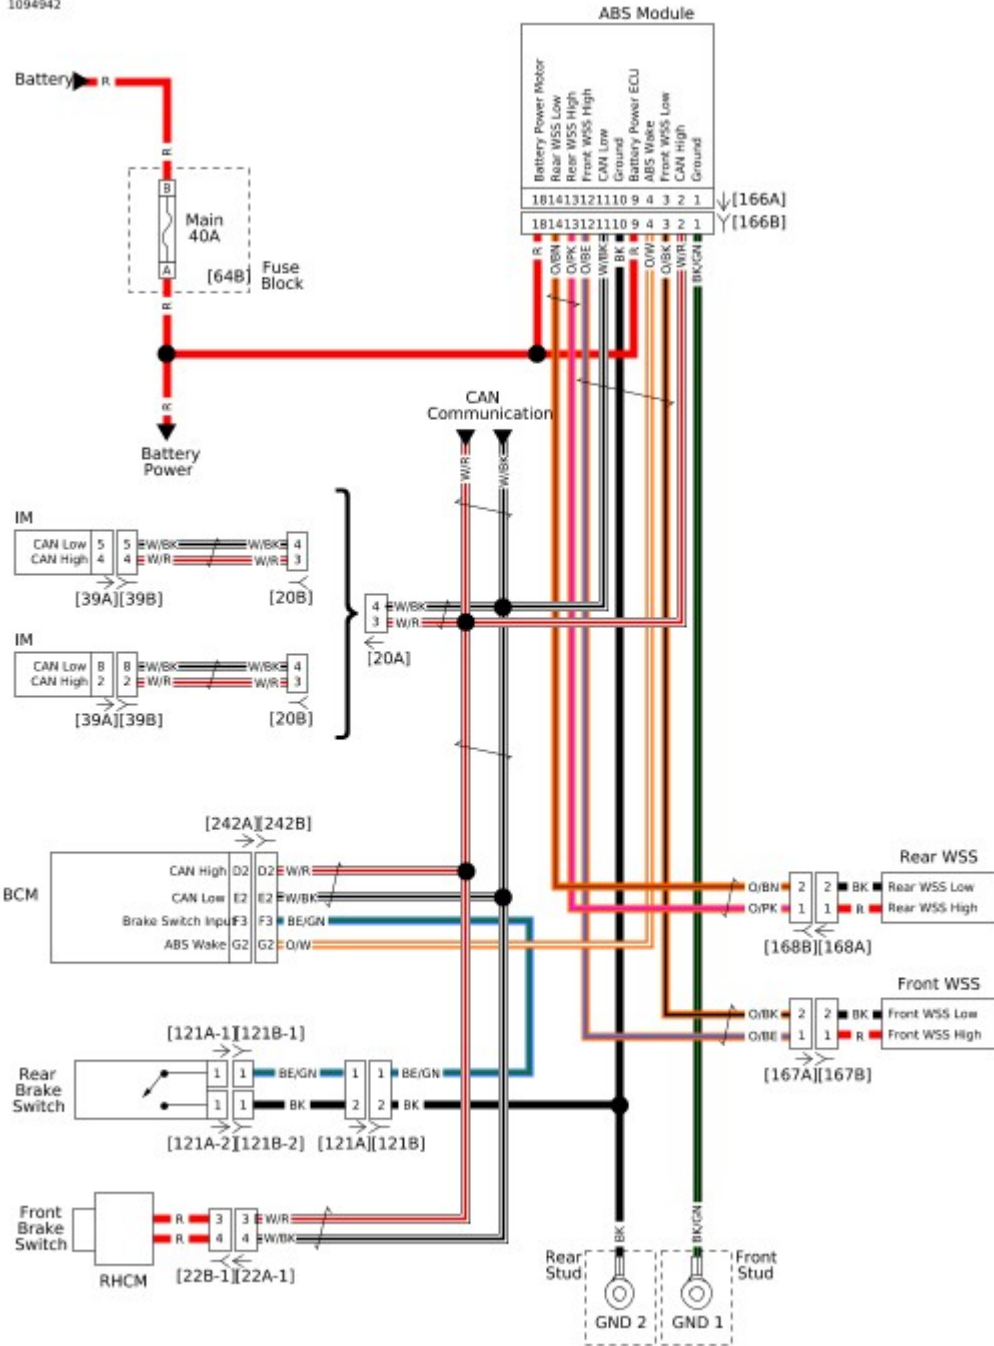 1094942
ABS Module
Battery
R
R
B
Main
40A
A
[64B]
Fuse
Block
R
R
Battery
Power
Battery Power Motor
Rear WSS Low
Rear WSS High
Front WSS High
CAN Low
Ground
Battery Power ECU
ABS Wake
Front WSS Low
CAN High
Ground
18 14 13 12 11 10 9 4 3 2 1
[166A]
18 14 13 12 11 10 9 4 3 2 1
[166B]
R O/BN O/PK O/BE W/BK BK R O/W O/BK W/R BK/GN
CAN
Communication
W/R W/BK
IM
CAN Low 5 5 W/BK W/BK 4
CAN High 4 4 W/R W/R 3
[39A][39B] [20B]
4 W/BK
3 W/R
[20A]
IM
CAN Low 8 8 W/BK W/BK 4
CAN High 2 2 W/R W/R 3
[39A][39B] [20B]
[242A][242B]
BCM
CAN High D2 D2 W/R
CAN Low E2 E2 W/BK
Brake Switch Input F3 F3 BE/GN
ABS Wake G2 G2 O/W
Rear WSS
O/BN 2 2 BK Rear WSS Low
O/PK 1 1 R Rear WSS High
[168B][168A]
Front WSS
O/BK 2 2 BK Front WSS Low
O/BE 1 1 R Front WSS High
[167A][167B]
[121A-1][121B-1]
Rear
Brake
Switch
1 1 BE/GN 1 1 BE/GN
1 1 BK 2 2 BK
[121A-2][121B-2] [121A][121B]
Front
Brake
Switch
R 3 3 W/R
R 4 4 W/BK
RHCM
[22B-1][22A-1]
BK BK/GN
Rear
Stud
Front
Stud
GND 2 GND 1